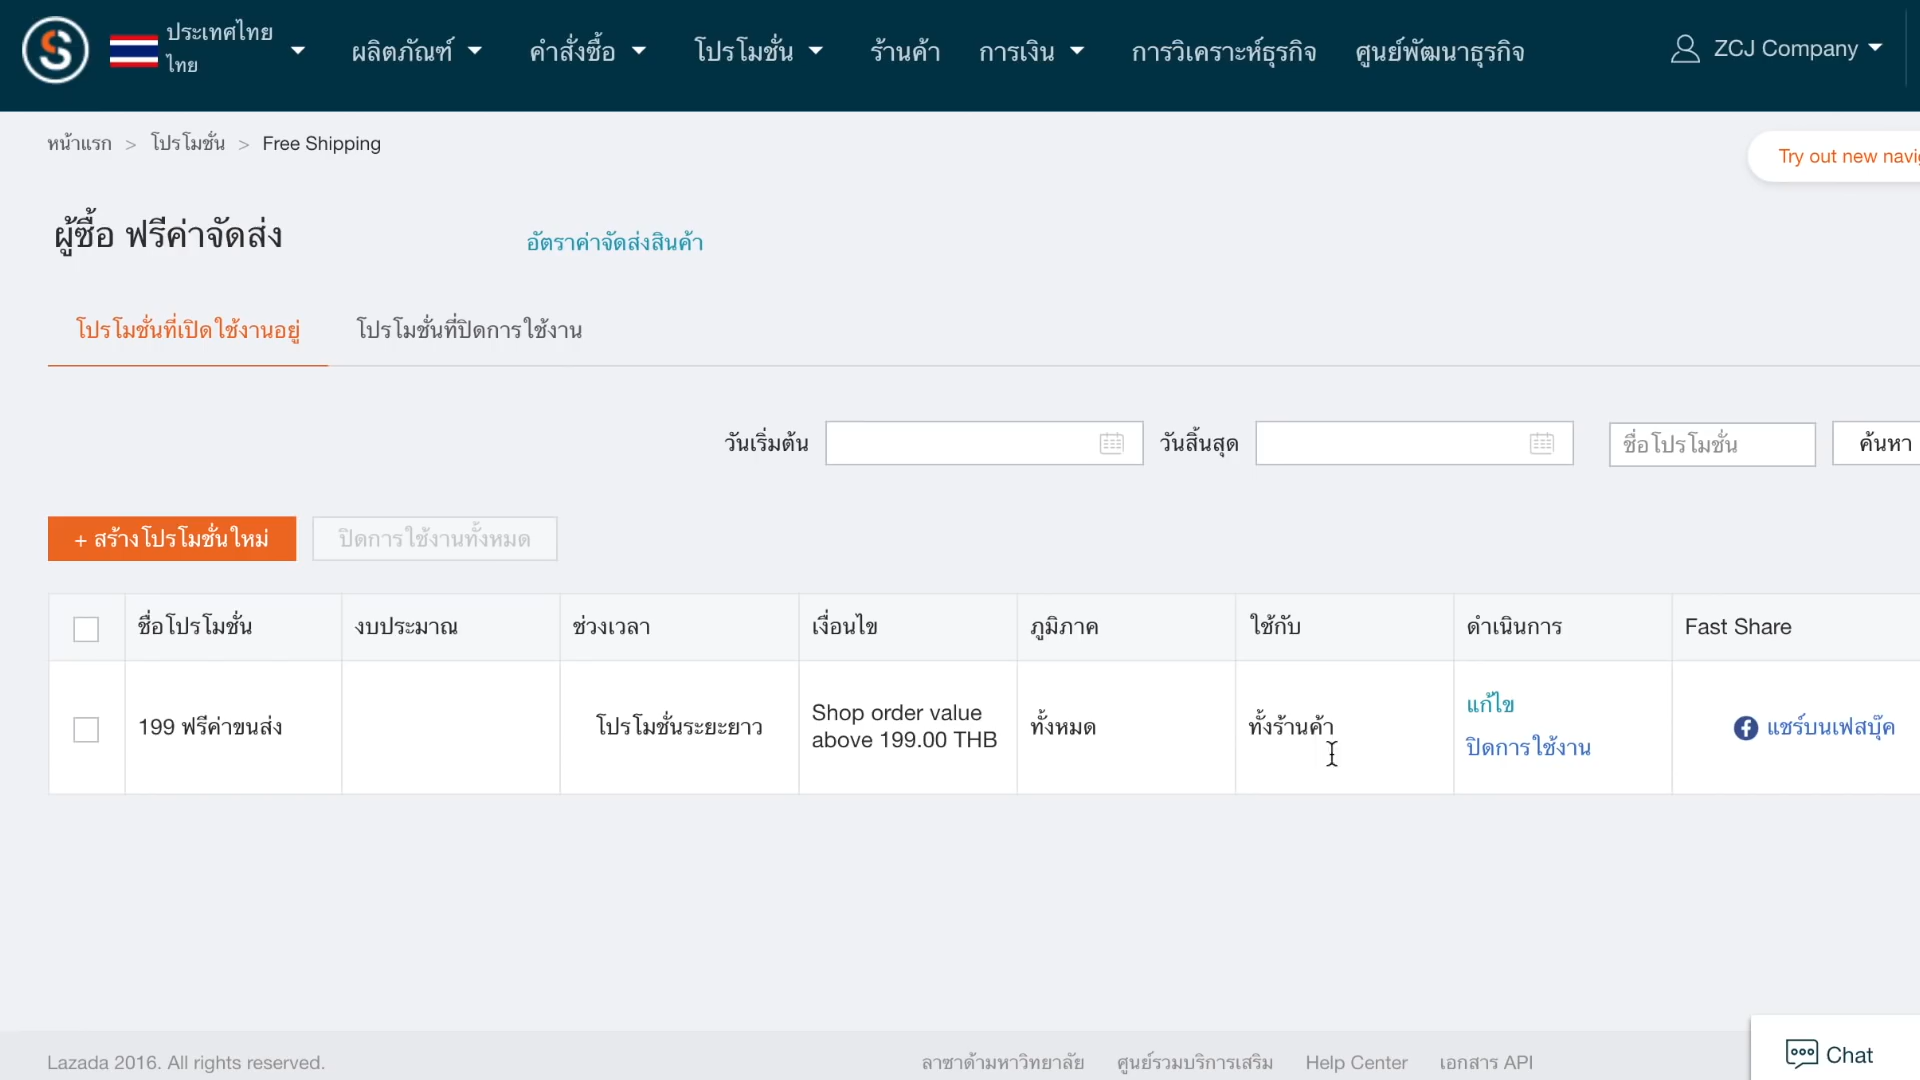 ประเทศไทย
ไทย
ผลิตภัณฑ์
คำสั่งซื้อ
โปรโมชั่น
ร้านค้า
การเงิน
การวิเคราะห์ธุรกิจ
ศูนย์พัฒนาธุรกิจ
ZCJ Company
หน้าแรก > โปรโมชั่น > Free Shipping
Try out new navi
ผู้ซื้อ ฟรีค่าจัดส่ง
อัตราค่าจัดส่งสินค้า
โปรโมชั่นที่เปิดใช้งานอยู่
โปรโมชั่นที่ปิดการใช้งาน
วันเริ่มต้น
วันสิ้นสุด
ชื่อโปรโมชั่น
ค้นหา
+ สร้างโปรโมชั่นใหม่
ปิดการใช้งานทั้งหมด
ชื่อโปรโมชั่น
งบประมาณ
ช่วงเวลา
เงื่อนไข
ภูมิภาค
ใช้กับ
ดำเนินการ
Fast Share
199 ฟรีค่าขนส่ง
โปรโมชั่นระยะยาว
Shop order value
above 199.00 THB
ทั้งหมด
ทั้งร้านค้า
แก้ไข
ปิดการใช้งาน
แชร์บนเฟสบุ๊ค
Lazada 2016. All rights reserved.
ลาซาด้ามหาวิทยาลัย
ศูนย์รวมบริการเสริม
Help Center
เอกสาร API
Chat